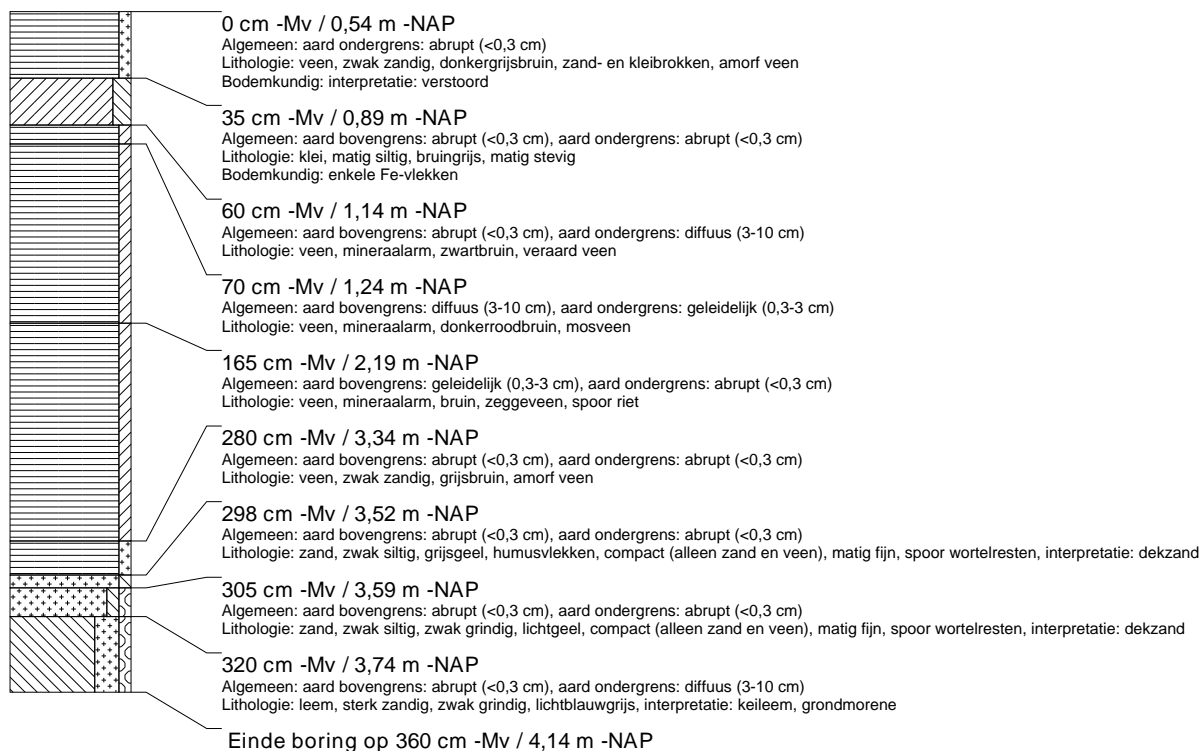 0 cm -Mv / 0,54 m -NAP
Algemeen: aard ondergrens: abrupt (<0,3 cm)
Lithologie: veen, zwak zandig, donkergrijsbruin, zand- en kleibrokken, amorf veen
Bodemkundig: interpretatie: verstoord
35 cm -Mv / 0,89 m -NAP
Algemeen: aard bovengrens: abrupt (<0,3 cm), aard ondergrens: abrupt (<0,3 cm)
Lithologie: klei, matig siltig, bruingrijs, matig stevig
Bodemkundig: enkele Fe-vlekken
60 cm -Mv / 1,14 m -NAP
Algemeen: aard bovengrens: abrupt (<0,3 cm), aard ondergrens: diffuus (3-10 cm)
Lithologie: veen, mineraalarm, zwartbruin, veraard veen
70 cm -Mv / 1,24 m -NAP
Algemeen: aard bovengrens: diffuus (3-10 cm), aard ondergrens: geleidelijk (0,3-3 cm)
Lithologie: veen, mineraalarm, donkerroodbruin, mosveen
165 cm -Mv / 2,19 m -NAP
Algemeen: aard bovengrens: geleidelijk (0,3-3 cm), aard ondergrens: abrupt (<0,3 cm)
Lithologie: veen, mineraalarm, bruin, zeggeveen, spoor riet
280 cm -Mv / 3,34 m -NAP
Algemeen: aard bovengrens: abrupt (<0,3 cm), aard ondergrens: abrupt (<0,3 cm)
Lithologie: veen, zwak zandig, grijsbruin, amorf veen
298 cm -Mv / 3,52 m -NAP
Algemeen: aard bovengrens: abrupt (<0,3 cm), aard ondergrens: abrupt (<0,3 cm)
Lithologie: zand, zwak siltig, grijsgeel, humusvlekken, compact (alleen zand en veen), matig fijn, spoor wortelresten, interpretatie: dekzand
305 cm -Mv / 3,59 m -NAP
Algemeen: aard bovengrens: abrupt (<0,3 cm), aard ondergrens: abrupt (<0,3 cm)
Lithologie: zand, zwak siltig, zwak grindig, lichtgeel, compact (alleen zand en veen), matig fijn, spoor wortelresten, interpretatie: dekzand
320 cm -Mv / 3,74 m -NAP
Algemeen: aard bovengrens: abrupt (<0,3 cm), aard ondergrens: diffuus (3-10 cm)
Lithologie: leem, sterk zandig, zwak grindig, lichtblauwgrijs, interpretatie: keileem, grondmorene
Einde boring op 360 cm -Mv / 4,14 m -NAP